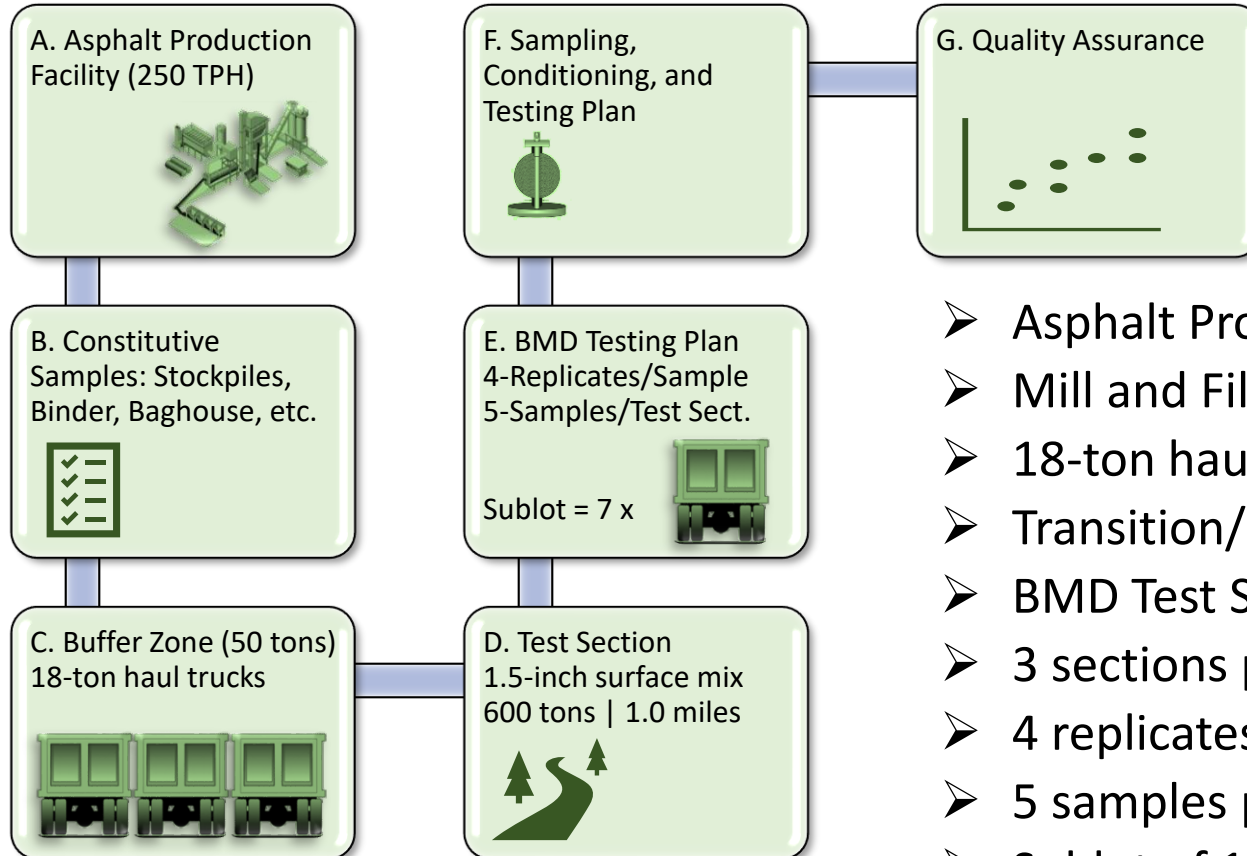 A. Asphalt Production
Facility (250 TPH)
B. Constitutive
Samples: Stockpiles,
Binder, Baghouse, etc.
C. Buffer Zone (50 tons)
18-ton haul trucks
D. Test Section
1.5-inch surface mix
600 tons | 1.0 miles
E. BMD Testing Plan
4-Replicates/Sample
5-Samples/Test Sect.
Sublot = 7 x
F. Sampling,
Conditioning, and
Testing Plan
G. Quality Assurance
➢ Asphalt
➢ Mill and
➢ 18-ton
➢ Transition/
➢ BMD Test
➢ 3 sections
➢ 4 replicates
➢ 5 samples